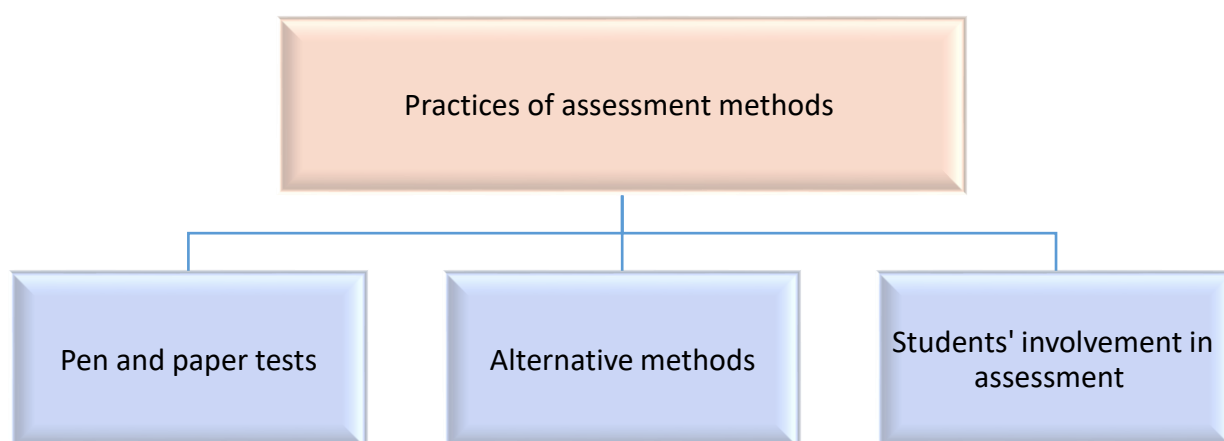 Practices of assessment methods
Pen and paper tests
Alternative methods
Students' involvement in
assessment